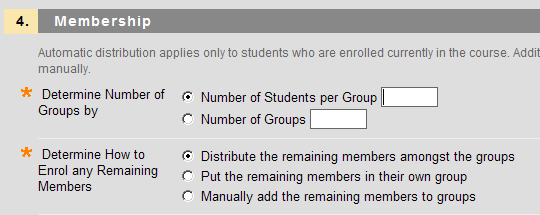 4. Membership
Automatic distribution applies only to students who are enrolled currently in the course.
manually.
* Determine Number of Groups by
Number of Students per Group
Number of Groups
* Determine How to Enrol any Remaining Members
Distribute the remaining members amongst the groups
Put the remaining members in their own group
Manually add the remaining members to groups